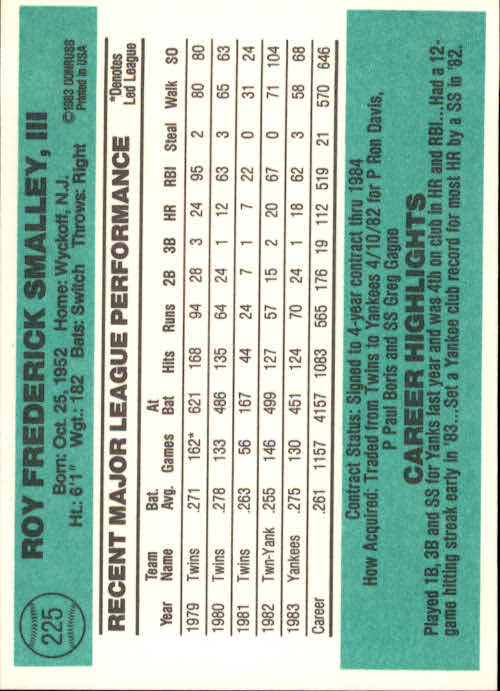 225
ROY FREDERICK SMALLEY, III
Born: Oct. 25, 1952 Home: Wyckoff, N.J.
Ht.: 6'1" Wgt.: 182 Bats: Switch Throws: Right
©1983 DONRUSS
Printed in USA
RECENT MAJOR LEAGUE PERFORMANCE
*Denotes
Led League
Year Team Name Bat. Avg. Games At Bat Hits Runs 2B 3B HR RBI Steal Walk SO
1979 Twins .271 162* 621 168 94 28 3 24 95 2 80 80
1980 Twins .278 133 486 135 64 24 1 12 63 3 65 63
1981 Twins .263 56 167 44 24 7 1 7 22 0 31 24
1982 Twn-Yank .255 146 499 127 57 15 2 20 67 0 71 104
1983 Yankees .275 130 451 124 70 24 1 18 62 3 58 68
Career .261 1157 4157 1083 565 176 19 112 519 21 570 646
Contract Status: Signed to 4-year contract thru 1984
How Acquired: Traded from Twins to Yankees 4/10/82 for P Ron Davis,
P Paul Boris and SS Greg Gagne
CAREER HIGHLIGHTS
Played 1B, 3B and SS for Yanks last year and was 4th on club in HR and RBI...Had a 12-
game hitting streak early in '83...Set a Yankee club record for most HR by a SS in '82.